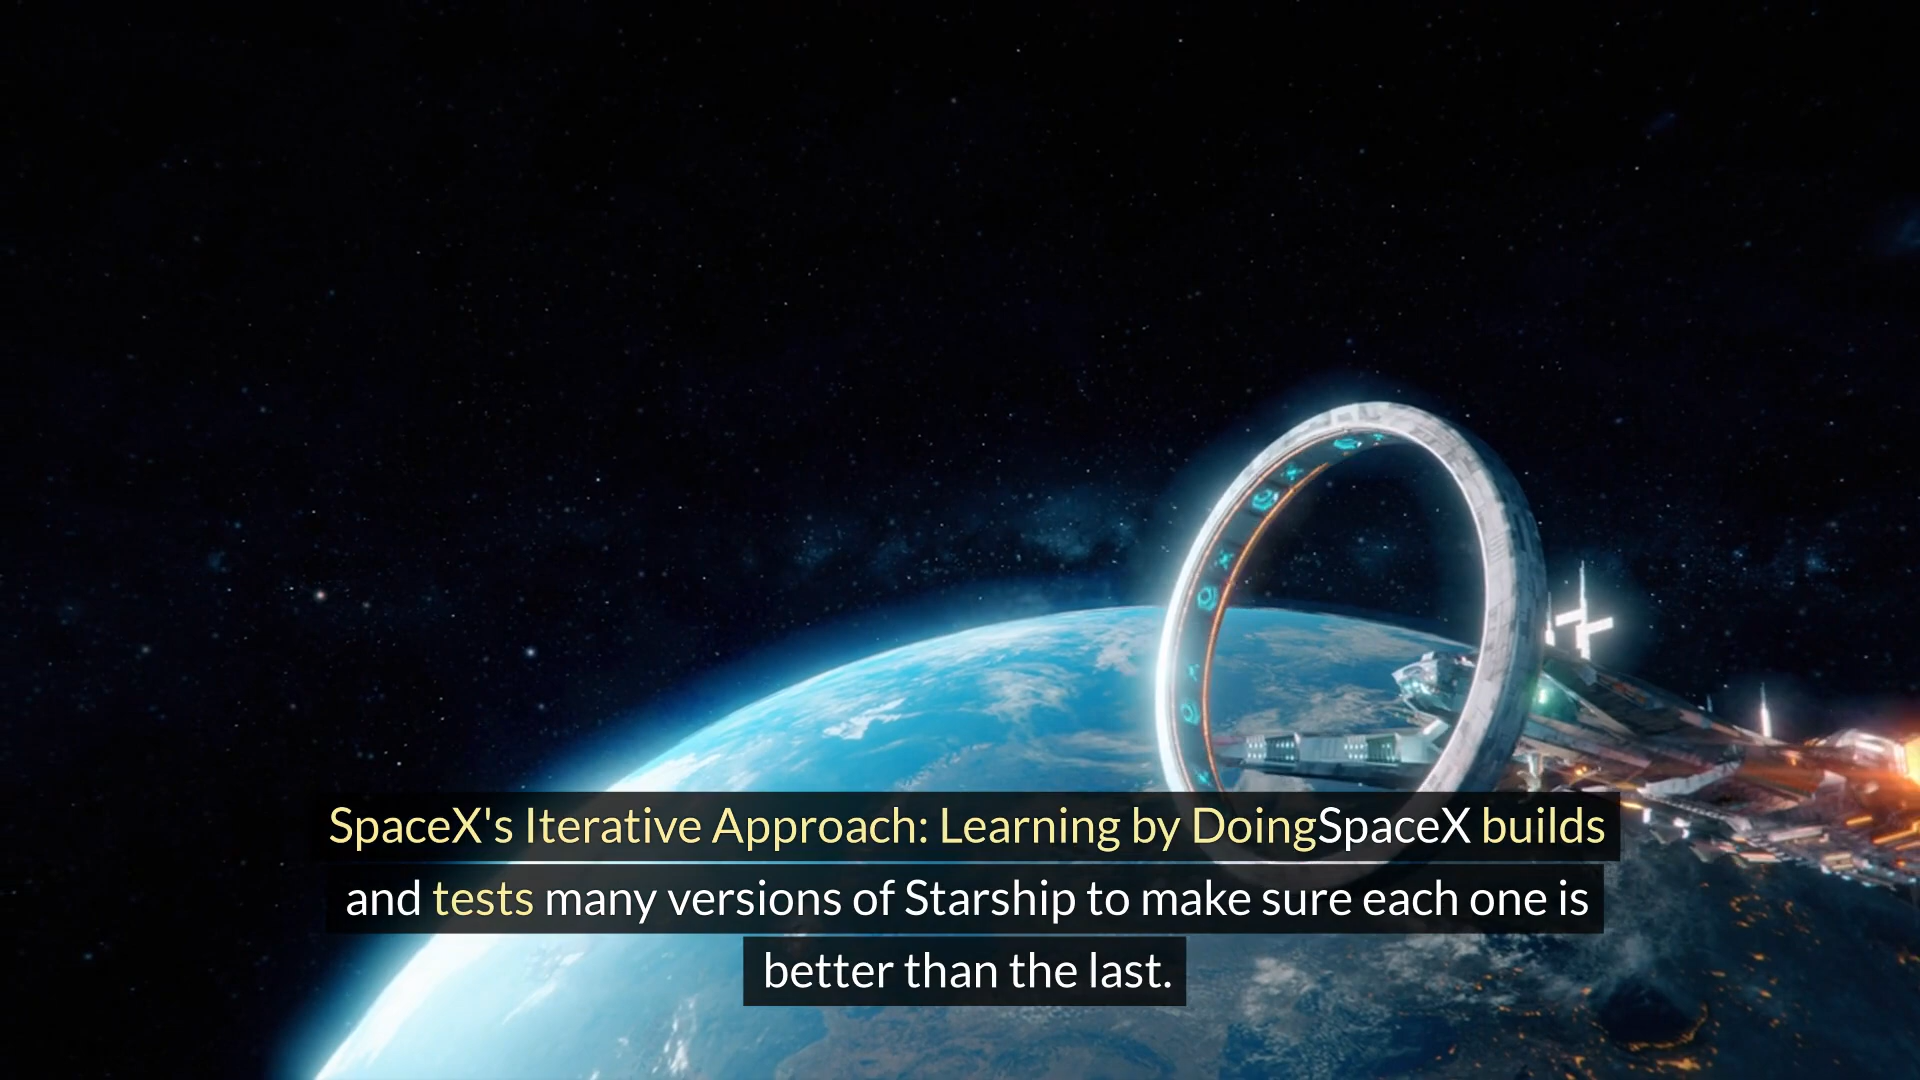 SpaceX's Iterative Approach: Learning by DoingSpaceX builds
and tests many versions of Starship to make sure each one is
better than the last.